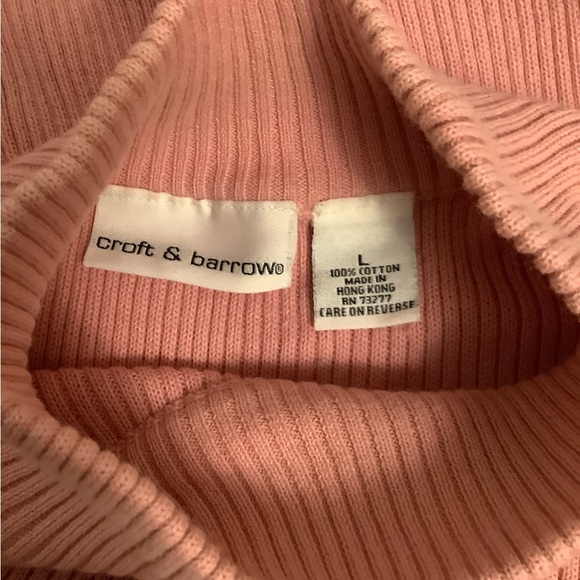 croft & barrow®
L
100% COTTON
MADE IN
HONG KONG
RN 73277
CARE ON REVERSE